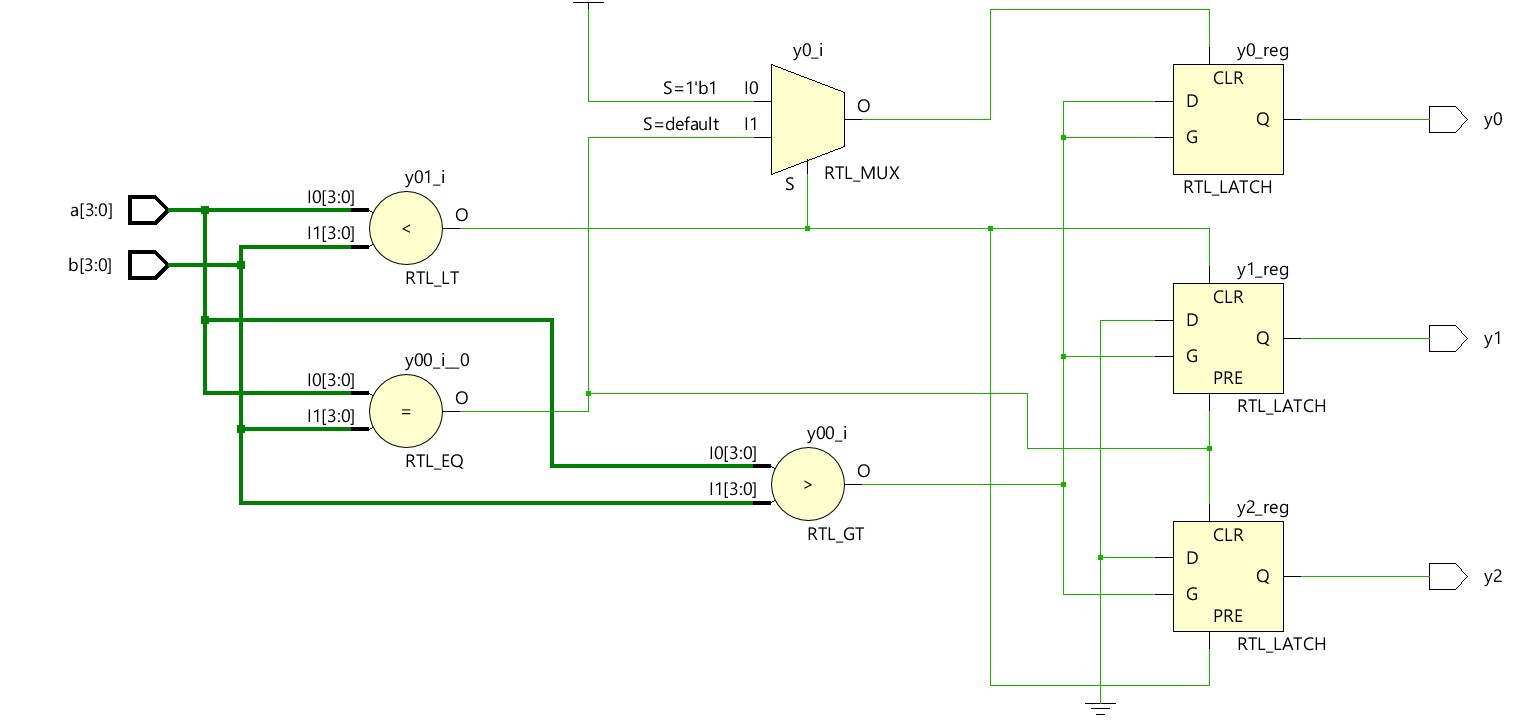 y0_i
S=1'b1 I0
S=default I1
O
S
RTL_MUX
y0_reg
CLR
D
G
Q
RTL_LATCH
y0
a[3:0]
b[3:0]
y01_i
I0[3:0]
I1[3:0]
<
O
RTL_LT
y1_reg
CLR
D
G
Q
PRE
RTL_LATCH
y1
y00_i__0
I0[3:0]
I1[3:0]
=
O
RTL_EQ
y00_i
I0[3:0]
I1[3:0]
>
O
RTL_GT
y2_reg
CLR
D
G
Q
PRE
RTL_LATCH
y2